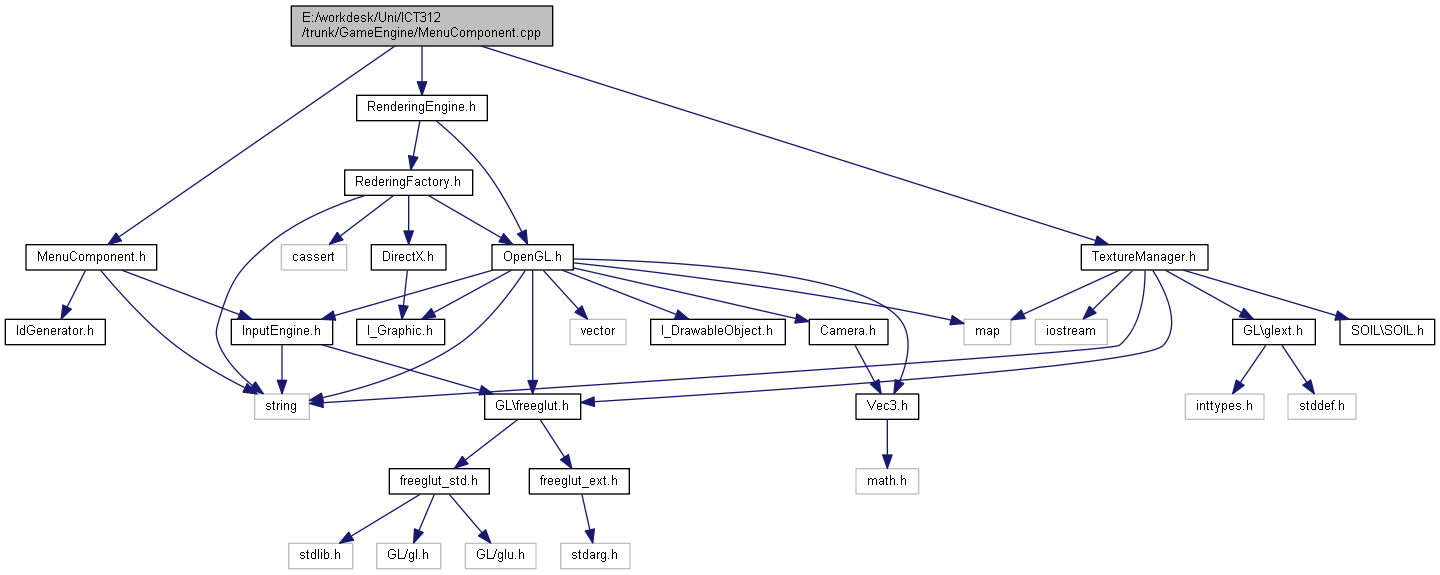 E:/workdesk/Uni/ICT312
/trunk/GameEngine/MenuComponent.cpp
RenderingEngine.h
RederingFactory.h
MenuComponent.h
cassert
DirectX.h
OpenGL.h
TextureManager.h
IdGenerator.h
InputEngine.h
I_Graphic.h
vector
I_DrawableObject.h
Camera.h
map
iostream
GL\glext.h
SOIL\SOIL.h
string
GL\freeglut.h
Vec3.h
inttypes.h
stddef.h
freeglut_std.h
freeglut_ext.h
math.h
stdlib.h
GL/gl.h
GL/glu.h
stdarg.h